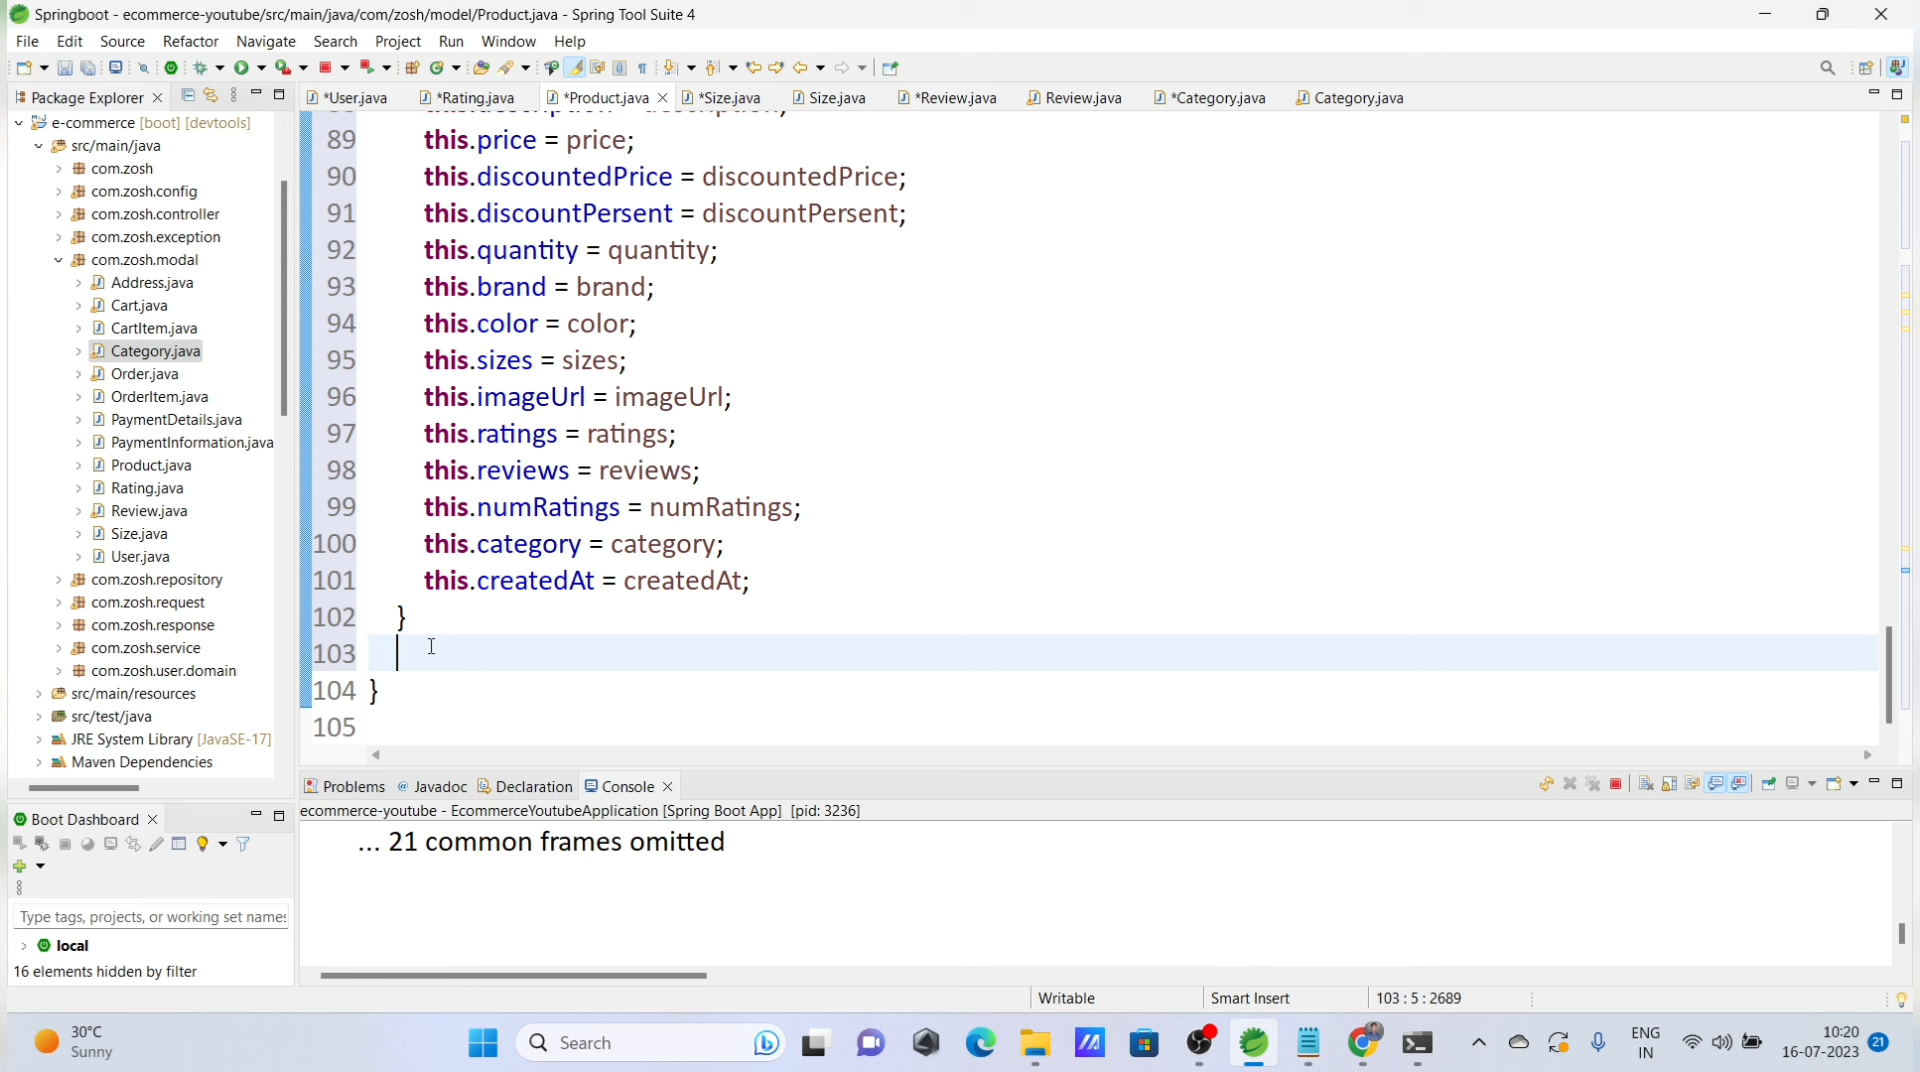 Springboot - ecommerce-youtube/src/main/java/com/zosh/model/Product.java - Spring Tool Suite 4
File Edit Source Refactor Navigate Search Project Run Window Help
Package Explorer
*User.java *Rating.java *Product.java *Size.java Size.java *Review.java Review.java *Category.java Category.java
e-commerce [boot] [devtools]
src/main/java
com.zosh
com.zosh.config
com.zosh.controller
com.zosh.exception
com.zosh.modal
Address.java
Cart.java
CartItem.java
Category.java
Order.java
OrderItem.java
PaymentDetails.java
PaymentInformation.java
Product.java
Rating.java
Review.java
Size.java
User.java
com.zosh.repository
com.zosh.request
com.zosh.response
com.zosh.service
com.zosh.user.domain
src/main/resources
src/test/java
JRE System Library [JavaSE-17]
Maven Dependencies
89 this.price = price;
90 this.discountedPrice = discountedPrice;
91 this.discountPersent = discountPersent;
92 this.quantity = quantity;
93 this.brand = brand;
94 this.color = color;
95 this.sizes = sizes;
96 this.imageUrl = imageUrl;
97 this.ratings = ratings;
98 this.reviews = reviews;
99 this.numRatings = numRatings;
100 this.category = category;
101 this.createdAt = createdAt;
102 }
103
104 }
105
Problems Javadoc Declaration Console
ecommerce-youtube - EcommerceYoutubeApplication [Spring Boot App] [pid: 3236]
... 21 common frames omitted
Boot Dashboard
Type tags, projects, or working set names
local
16 elements hidden by filter
Writable Smart Insert 103 : 5 : 2689
30°C
Sunny
Search
ENG
IN
10:20
16-07-2023
21